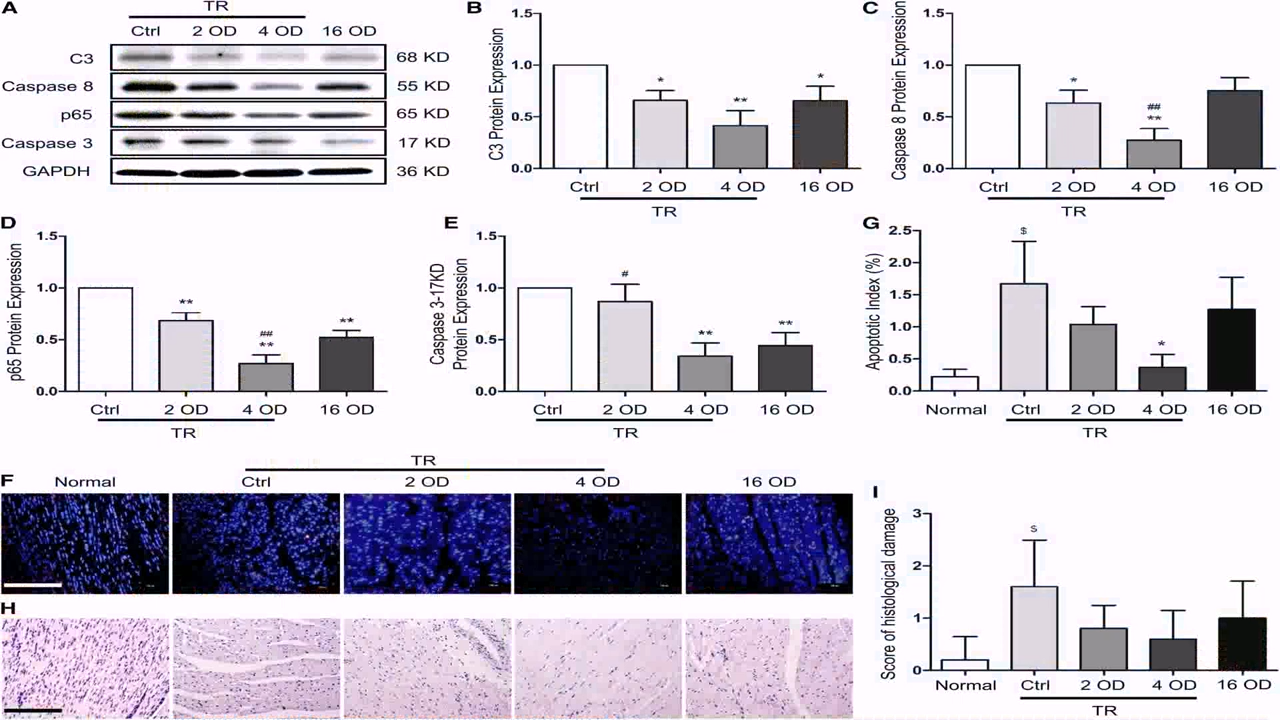 A
TR
Ctrl 2 OD 4 OD 16 OD
C3 68 KD
Caspase 8 55 KD
p65 65 KD
Caspase 3 17 KD
GAPDH 36 KD
B
C3 Protein Expression
1.5
1.0
0.5
0.0
* ** *
Ctrl 2 OD 4 OD 16 OD
TR
C
Caspase 8 Protein Expression
1.5
1.0
0.5
0.0
*
##
**
Ctrl 2 OD 4 OD 16 OD
TR
D
p65 Protein Expression
1.5
1.0
0.5
0.0
**
##
**
**
Ctrl 2 OD 4 OD 16 OD
TR
E
Caspase 3-17KD
Protein Expression
1.5
1.0
0.5
0.0
# ** **
Ctrl 2 OD 4 OD 16 OD
TR
G
Apoptotic Index (%)
2.5
2.0
1.5
1.0
0.5
0.0
$ *
Normal Ctrl 2 OD 4 OD 16 OD
TR
F
TR
Normal Ctrl 2 OD 4 OD 16 OD
H
I
Score of histological damage
3
2
1
0
$
Normal Ctrl 2 OD 4 OD 16 OD
TR